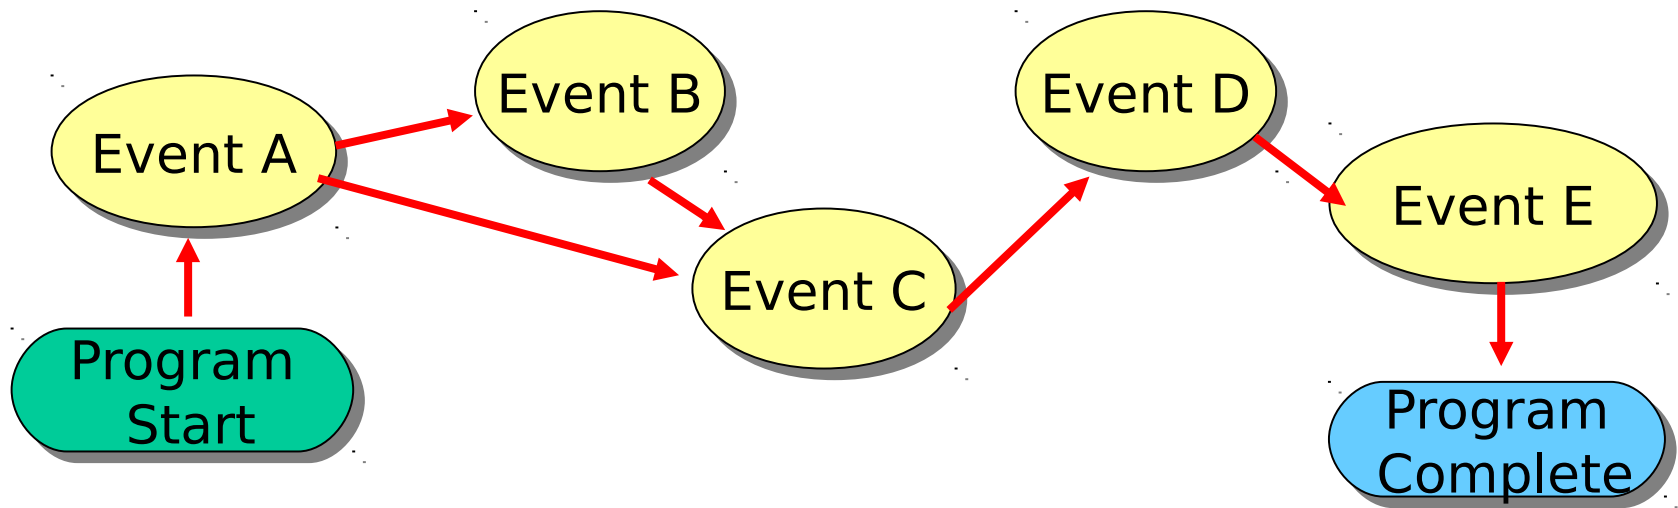 Event A
Event B
Event C
Event D
Event E
Program
Start
Program
Complete